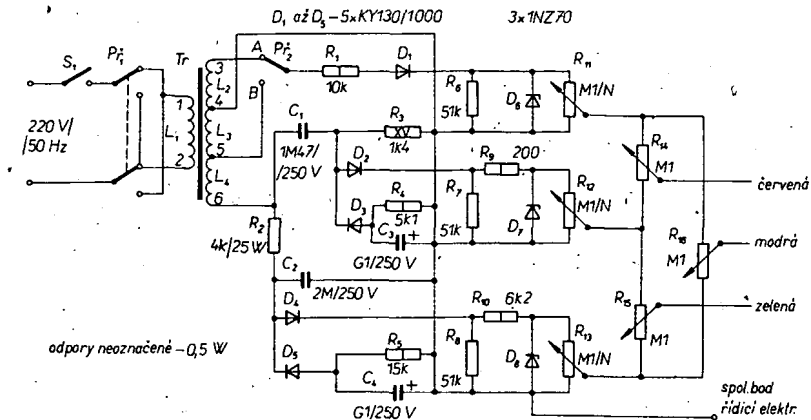 D₁ až D₅ – 5×KY130/1000
3×1NZ70
S₁
Př₁
Tr
3
A
Př₂
R₁
10k
D₁
R₆
51k
D₆
R₁₁
M1/N
L₂
4
B
1
L₁
2
L₃
5
L₄
6
220 V/
/50 Hz
C₁
1M47/
/250 V
R₃
1k4
D₂
R₉
200
R₁₄
M1
červená
D₃
R₄
5k1
R₇
51k
D₇
R₁₂
M1/N
C₃
+
G1/250 V
R₁₆
M1
modrá
R₂
4k/25 W
C₂
2M/250 V
D₄
R₁₀
6k2
R₁₅
M1
zelená
odpory neoznačené – 0,5 W
D₅
R₅
15k
R₈
51k
D₈
R₁₃
M1/N
C₄
+
G1/250 V
spol. bod
řídicí elektr.